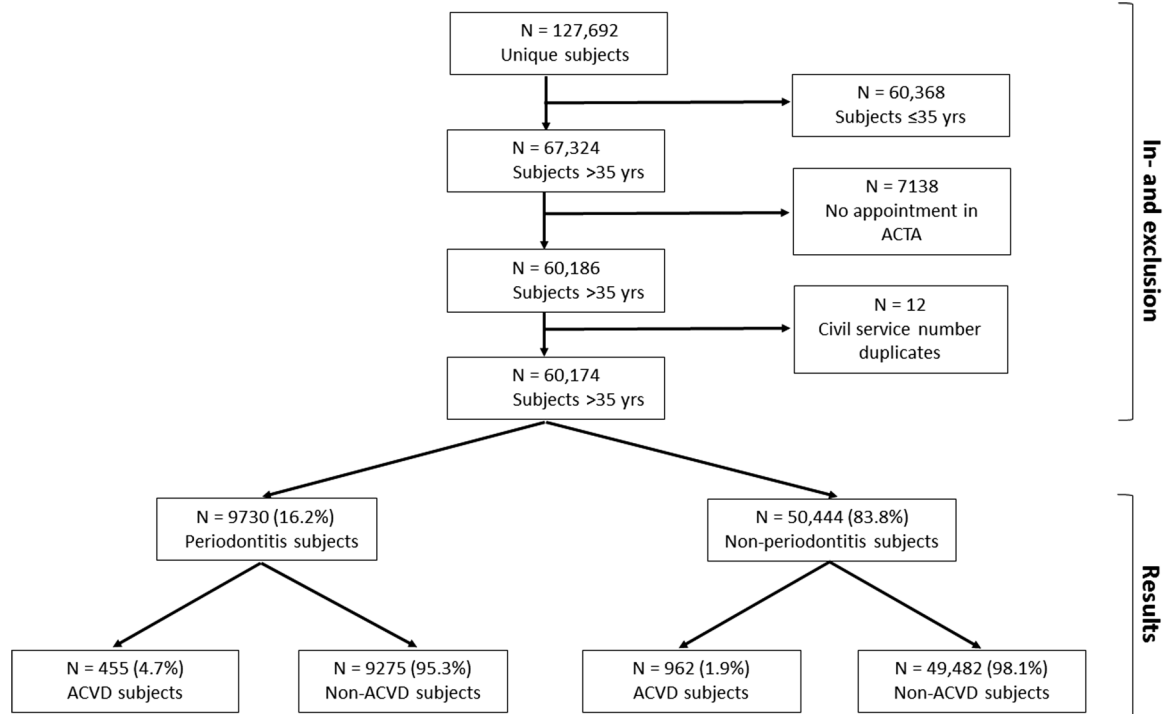 N = 127,692
Unique subjects
N = 60,368
Subjects ≤35 yrs
N = 67,324
Subjects >35 yrs
N = 7138
No appointment in
ACTA
N = 60,186
Subjects >35 yrs
N = 12
Civil service number
duplicates
N = 60,174
Subjects >35 yrs
In- and exclusion
N = 9730 (16.2%)
Periodontitis subjects
N = 50,444 (83.8%)
Non-periodontitis subjects
N = 455 (4.7%)
ACVD subjects
N = 9275 (95.3%)
Non-ACVD subjects
N = 962 (1.9%)
ACVD subjects
N = 49,482 (98.1%)
Non-ACVD subjects
Results